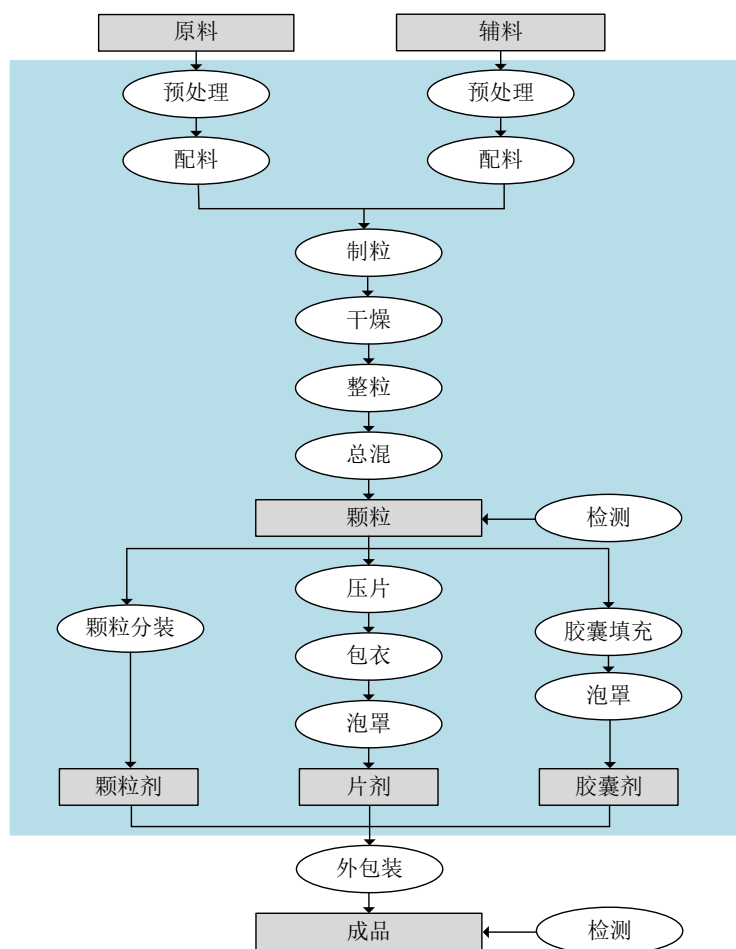 原料
辅料
预处理
预处理
配料
配料
制粒
干燥
整粒
总混
颗粒
检测
压片
颗粒分装
胶囊填充
包衣
泡罩
泡罩
颗粒剂
片剂
胶囊剂
外包装
成品
检测